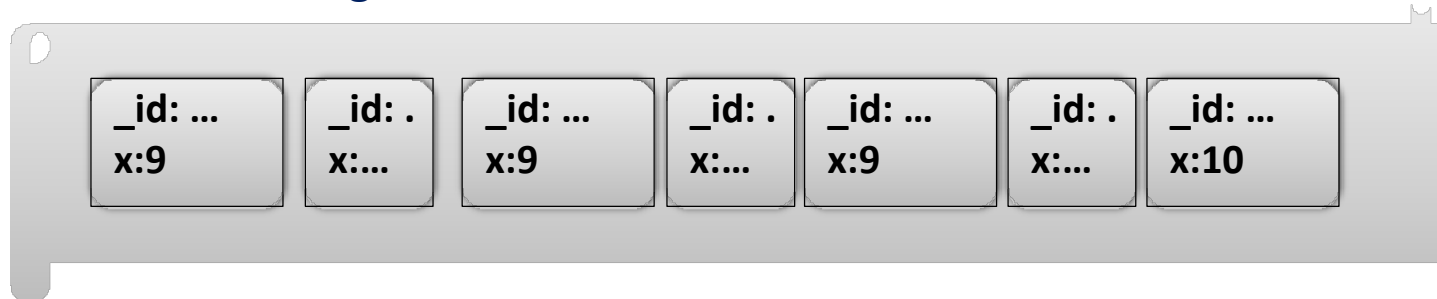 _id: …
x:9
_id: .
x:…
_id: …
x:9
_id: .
x:…
_id: …
x:9
_id: .
x:…
_id: …
x:10